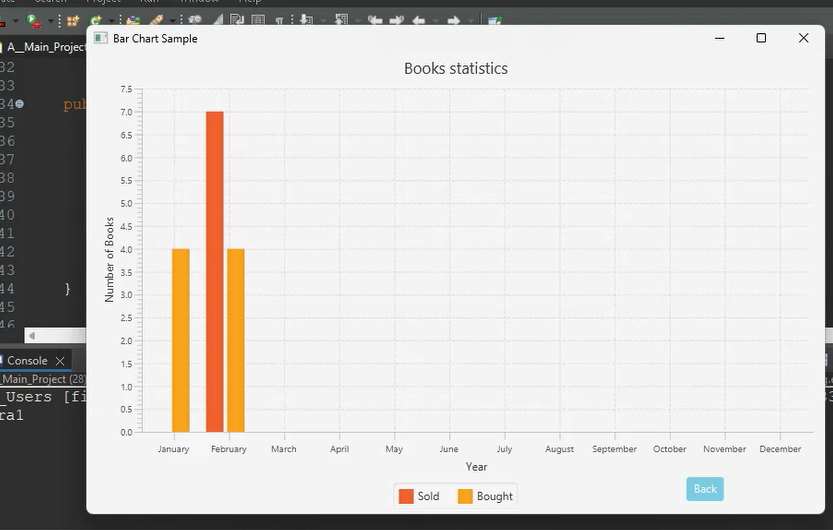 Project
Bar Chart Sample
A__Main_Project
Books statistics
32
33
34
pub
35
36
37
38
39
40
41
42
43
44
}
45
46
7.5
7.0
6.5
6.0
5.5
5.0
4.5
4.0
3.5
3.0
2.5
2.0
1.5
1.0
0.5
0.0
Number of Books
January February March April May June July August September October November December
Year
Sold Bought
Back
Console
_Main_Project (28)
_Users [fi
ra1